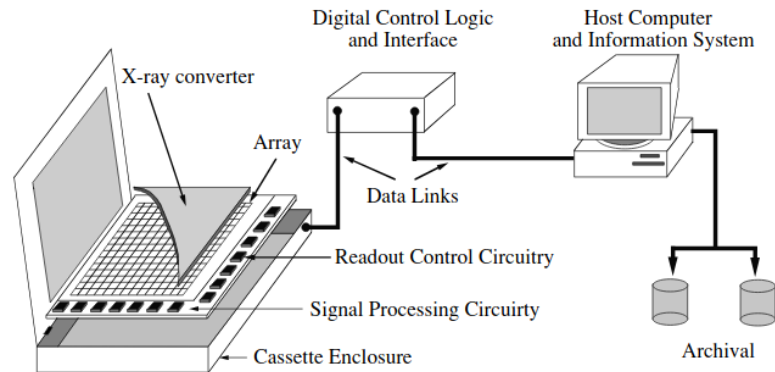 Digital Control Logic
and Interface
Host Computer
and Information System
X-ray converter
Array
Data Links
Readout Control Circuitry
Signal Processing Circuirty
Cassette Enclosure
Archival